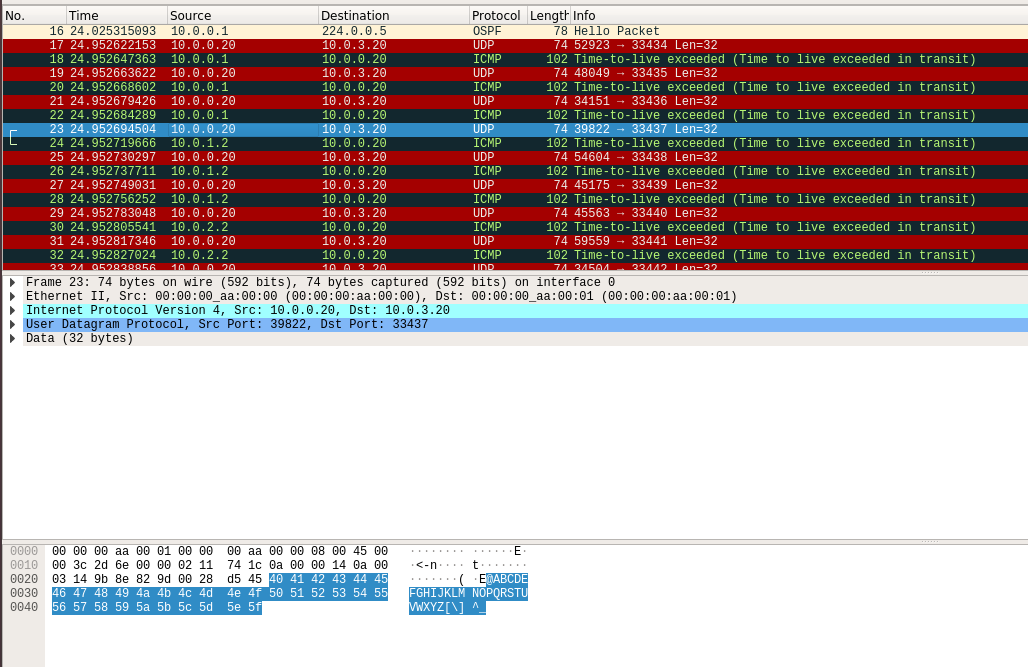 No. Time Source Destination Protocol Length Info
16 24.025315093 10.0.0.1 224.0.0.5 OSPF 78 Hello Packet
17 24.952622153 10.0.0.20 10.0.3.20 UDP 74 52923 → 33434 Len=32
18 24.952647363 10.0.0.1 10.0.0.20 ICMP 102 Time-to-live exceeded (Time to live exceeded in transit)
19 24.952663622 10.0.0.20 10.0.3.20 UDP 74 48049 → 33435 Len=32
20 24.952668602 10.0.0.1 10.0.0.20 ICMP 102 Time-to-live exceeded (Time to live exceeded in transit)
21 24.952679426 10.0.0.20 10.0.3.20 UDP 74 34151 → 33436 Len=32
22 24.952684289 10.0.0.1 10.0.0.20 ICMP 102 Time-to-live exceeded (Time to live exceeded in transit)
23 24.952694504 10.0.0.20 10.0.3.20 UDP 74 39822 → 33437 Len=32
24 24.952719666 10.0.1.2 10.0.0.20 ICMP 102 Time-to-live exceeded (Time to live exceeded in transit)
25 24.952730297 10.0.0.20 10.0.3.20 UDP 74 54604 → 33438 Len=32
26 24.952737711 10.0.1.2 10.0.0.20 ICMP 102 Time-to-live exceeded (Time to live exceeded in transit)
27 24.952749031 10.0.0.20 10.0.3.20 UDP 74 45175 → 33439 Len=32
28 24.952756252 10.0.1.2 10.0.0.20 ICMP 102 Time-to-live exceeded (Time to live exceeded in transit)
29 24.952783048 10.0.0.20 10.0.3.20 UDP 74 45563 → 33440 Len=32
30 24.952805541 10.0.2.2 10.0.0.20 ICMP 102 Time-to-live exceeded (Time to live exceeded in transit)
31 24.952817346 10.0.0.20 10.0.3.20 UDP 74 59559 → 33441 Len=32
32 24.952827024 10.0.2.2 10.0.0.20 ICMP 102 Time-to-live exceeded (Time to live exceeded in transit)
33 24.952838856 10.0.0.20 10.0.3.20 UDP 74 34504 → 33442 Len=32
Frame 23: 74 bytes on wire (592 bits), 74 bytes captured (592 bits) on interface 0
Ethernet II, Src: 00:00:00_aa:00:00 (00:00:00:aa:00:00), Dst: 00:00:00_aa:00:01 (00:00:00:aa:00:01)
Internet Protocol Version 4, Src: 10.0.0.20, Dst: 10.0.3.20
User Datagram Protocol, Src Port: 39822, Dst Port: 33437
Data (32 bytes)
0000 00 00 00 aa 00 01 00 00 00 aa 00 00 08 00 45 00 ········ ······E·
0010 00 3c 2d 6e 00 00 02 11 74 1c 0a 00 00 14 0a 00 ·<-n···· t·······
0020 03 14 9b 8e 82 9d 00 28 d5 45 40 41 42 43 44 45 ·······( ·E@ABCDE
0030 46 47 48 49 4a 4b 4c 4d 4e 4f 50 51 52 53 54 55 FGHIJKLM NOPQRSTU
0040 56 57 58 59 5a 5b 5c 5d 5e 5f VWXYZ[\] ^_